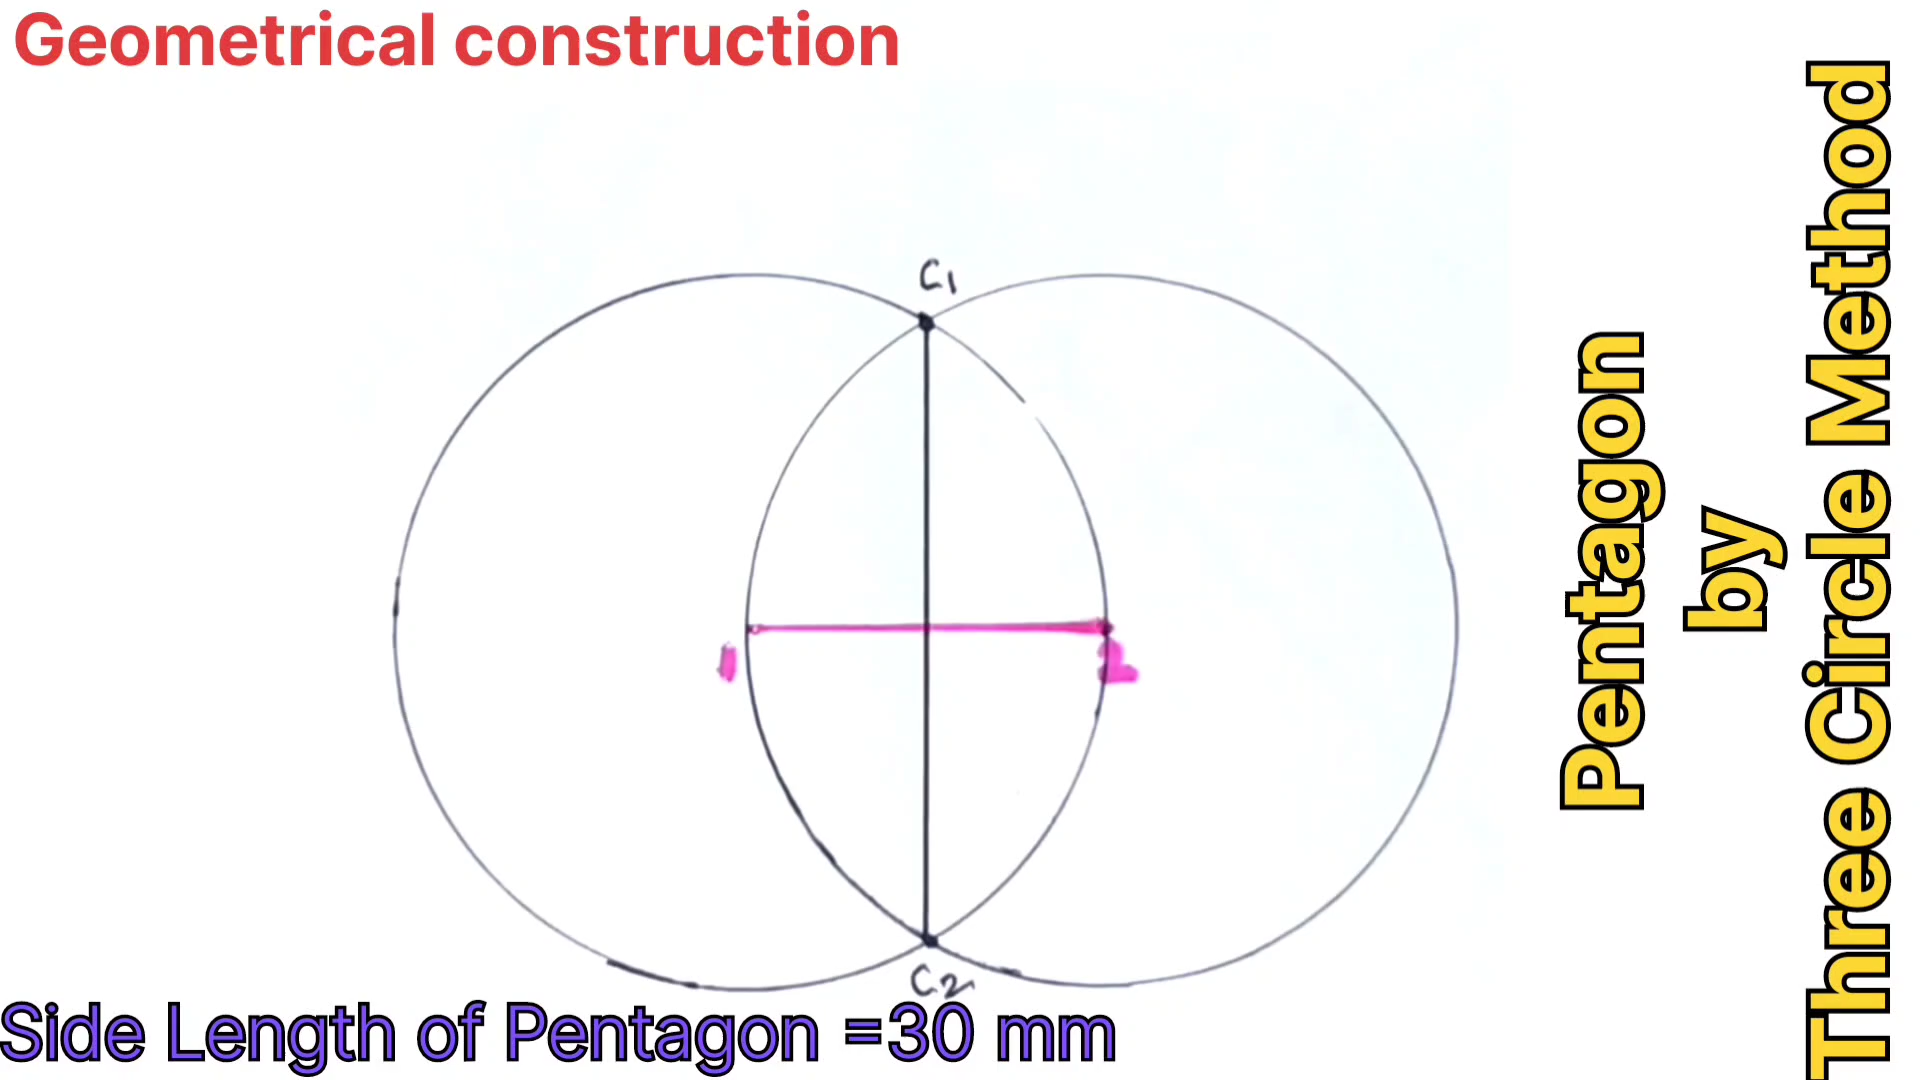 Geometrical construction
C1
1
2
C2
Side Length of Pentagon =30 mm
Pentagon
by
Three Circle Method